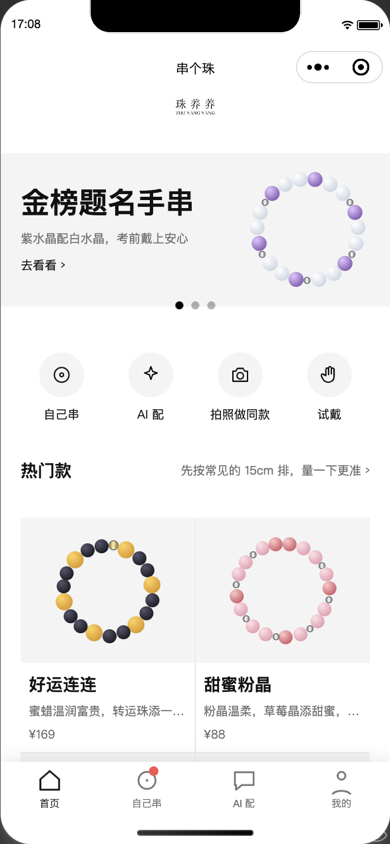 17:08
串个珠
珠养养
ZHU YANG YANG
金榜题名手串
紫水晶配白水晶，考前戴上安心
去看看 >
自己串
AI 配
拍照做同款
试戴
热门款
先按常见的 15cm 排，量一下更准 >
好运连连
甜蜜粉晶
蜜蜡温润富贵，转运珠添一…
粉晶温柔，草莓晶添甜蜜，…
¥169
¥88
首页
自己串
AI 配
我的